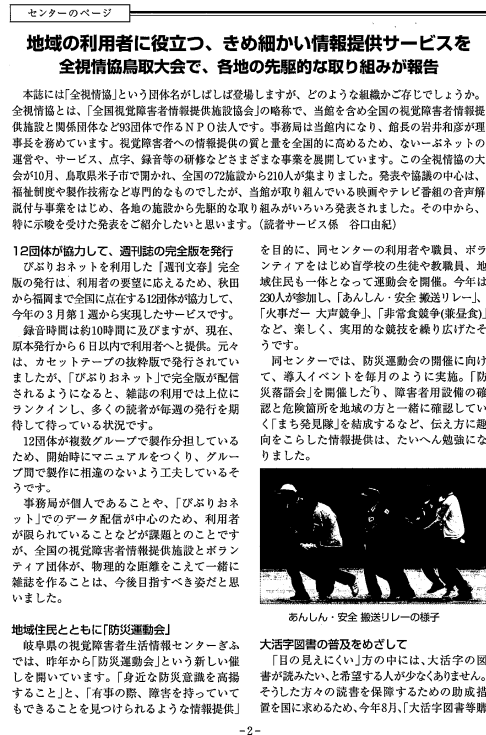 センターのページ
地域の利用者に役立つ、きめ細かい情報提供サービスを
全視情協鳥取大会で、各地の先駆的な取り組みが報告
本誌には「全視情協」という団体名がしばしば登場しますが、どのような組織かご存じでしょうか。
全視情協とは、「全国視覚障害者情報提供施設協会」の略称で、当館を含め全国の視覚障害者情報提
供施設と関係団体など93団体で作るＮＰＯ法人です。事務局は当館内になり、館長の岩井和彦が理
事長を務めています。視覚障害者への情報提供の質と量を全国的に高めるため、ないーぶネットの
運営や、サービス、点字、録音等の研修などさまざまな事業を展開しています。この全視情協の大
会が10月、鳥取県米子市で開かれ、全国の72施設から210人が集まりました。発表や協議の中心は、
福祉制度や製作技術など専門的なものでしたが、当館が取り組んでいる映画やテレビ番組の音声解
説付与事業をはじめ、各地の施設から先駆的な取り組みがいろいろ発表されました。その中から、
特に示唆を受けた発表をご紹介したいと思います。（読者サービス係　谷口由紀）
12団体が協力して、週刊誌の完全版を発行
びぶりおネットを利用した『週刊文春』完全
版の発行は、利用者の要望に応えるため、秋田
から福岡まで全国に点在する12団体が協力して、
今年の３月第１週から実現したサービスです。
録音時間は約10時間に及びますが、現在、
原本発行から６日以内で利用者へと提供。元々
は、カセットテープの抜粋版で発行されてい
ましたが、「びぶりおネット」で完全版が配信
されるようになると、雑誌の利用では上位に
ランクインし、多くの読者が毎週の発行を期
待して待っている状況です。
12団体が複数グループで製作分担している
ため、開始時にマニュアルをつくり、グルー
プ間で製作に相違のないよう工夫しているそ
うです。
事務局が個人であることや、「びぶりおネ
ット」でのデータ配信が中心のため、利用者
が限られていることなどが課題とのことです
が、全国の視覚障害者情報提供施設とボラン
ティア団体が、物理的な距離をこえて一緒に
雑誌を作ることは、今後目指すべき姿だと思
いました。
地域住民とともに「防災運動会」
岐阜県の視覚障害者生活情報センターぎふ
では、昨年から「防災運動会」という新しい催
しを開いています。「身近な防災意識を高揚
すること」と、「有事の際、障害を持っていて
もできることを見つけられるような情報提供」
を目的に、同センターの利用者や職員、ボラ
ンティアをはじめ盲学校の生徒や教職員、地
域住民も一体となって運動会を開催。今年は
230人が参加し、「あんしん・安全 搬送リレー」、
「火事だー 大声競争」、「非常食競争(兼昼食)」
など、楽しく、実用的な競技を繰り広げたそ
うです。
同センターでは、防災運動会の開催に向け
て、導入イベントを毎月のように実施。「防
災落語会」を開催したり、障害者用設備の確
認と危険箇所を地域の方と一緒に確認してい
く「まち発見隊」を結成するなど、伝え方に趣
向をこらした情報提供は、たいへん勉強にな
りました。
あんしん・安全 搬送リレーの様子
大活字図書の普及をめざして
「目の見えにくい」方の中には、大活字の図
書が読みたい、と希望する人が少なくありません。
そうした方々の読書を保障するための助成措
置を国に求めるため、今年8月、「大活字図書等購
－2－